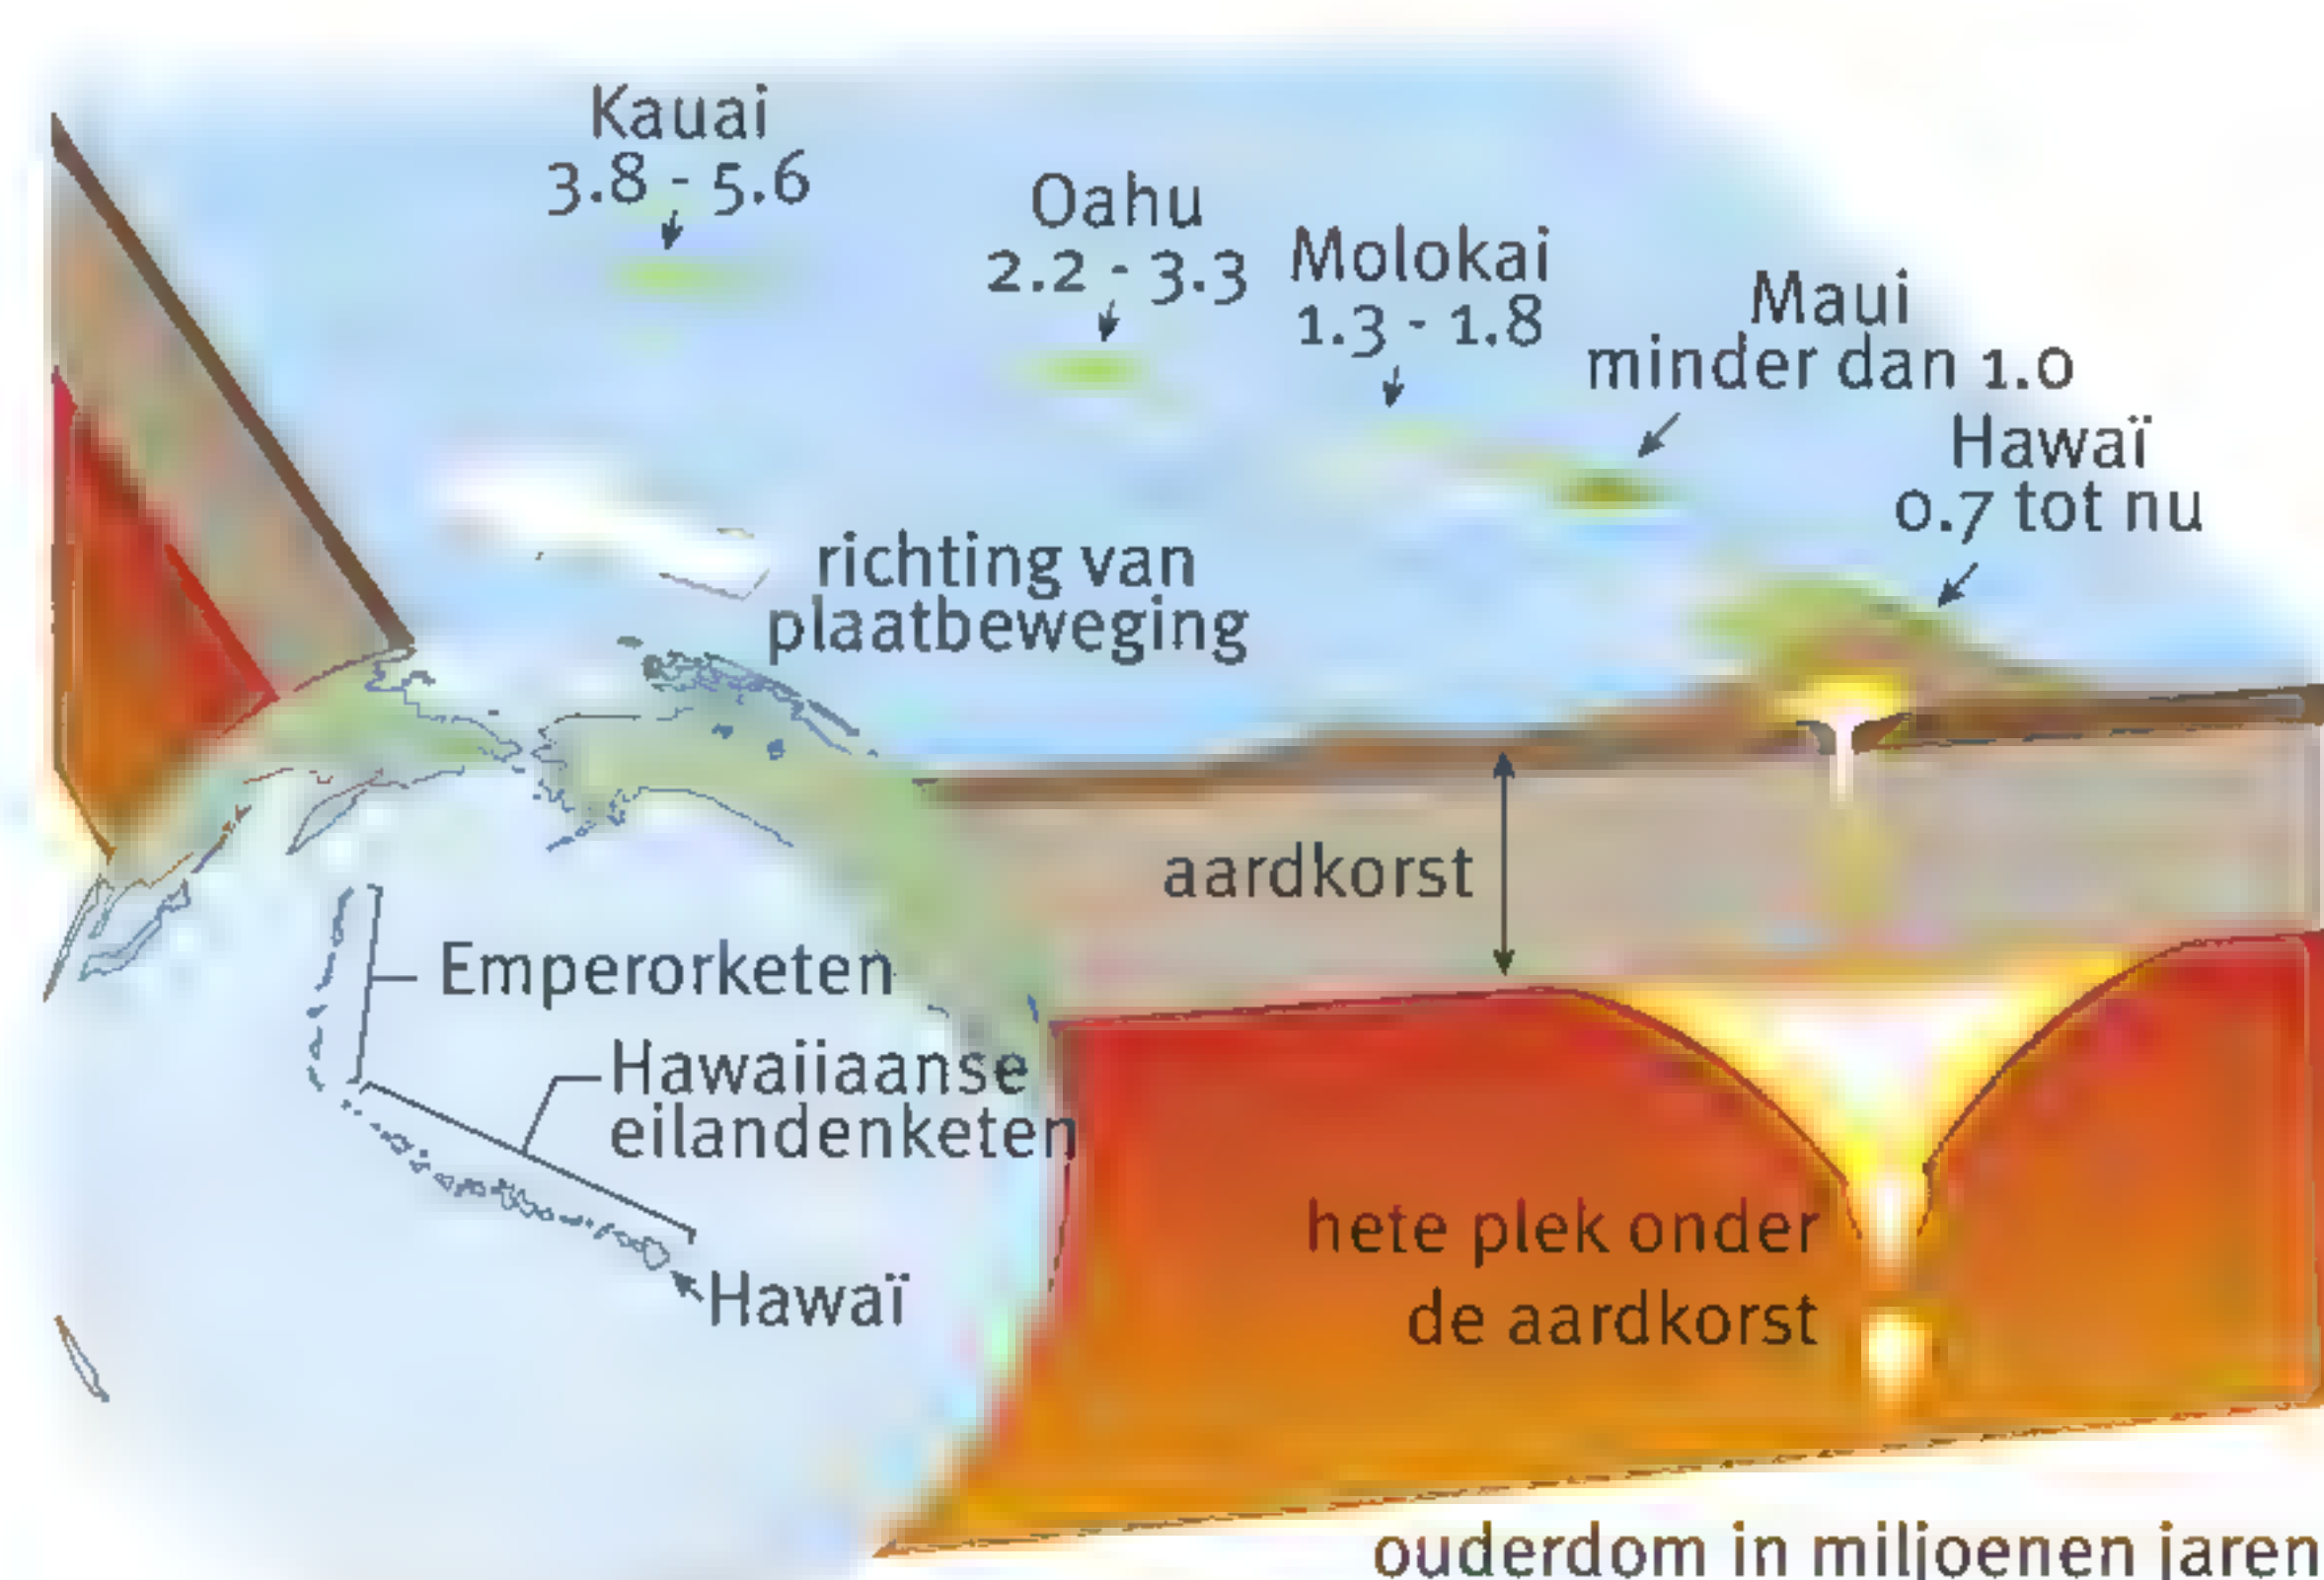 Kauai
3.8 - 5.6
Oahu
2.2 - 3.3
Molokai
1.3 - 1.8
Maui
minder dan 1.0
Hawaï
0.7 tot nu
richting van
plaatbeweging
aardkorst
Emperorketen
Hawaiiaanse
eilandenketen
Hawaï
hete plek onder
de aardkorst
ouderdom in miljoenen jaren